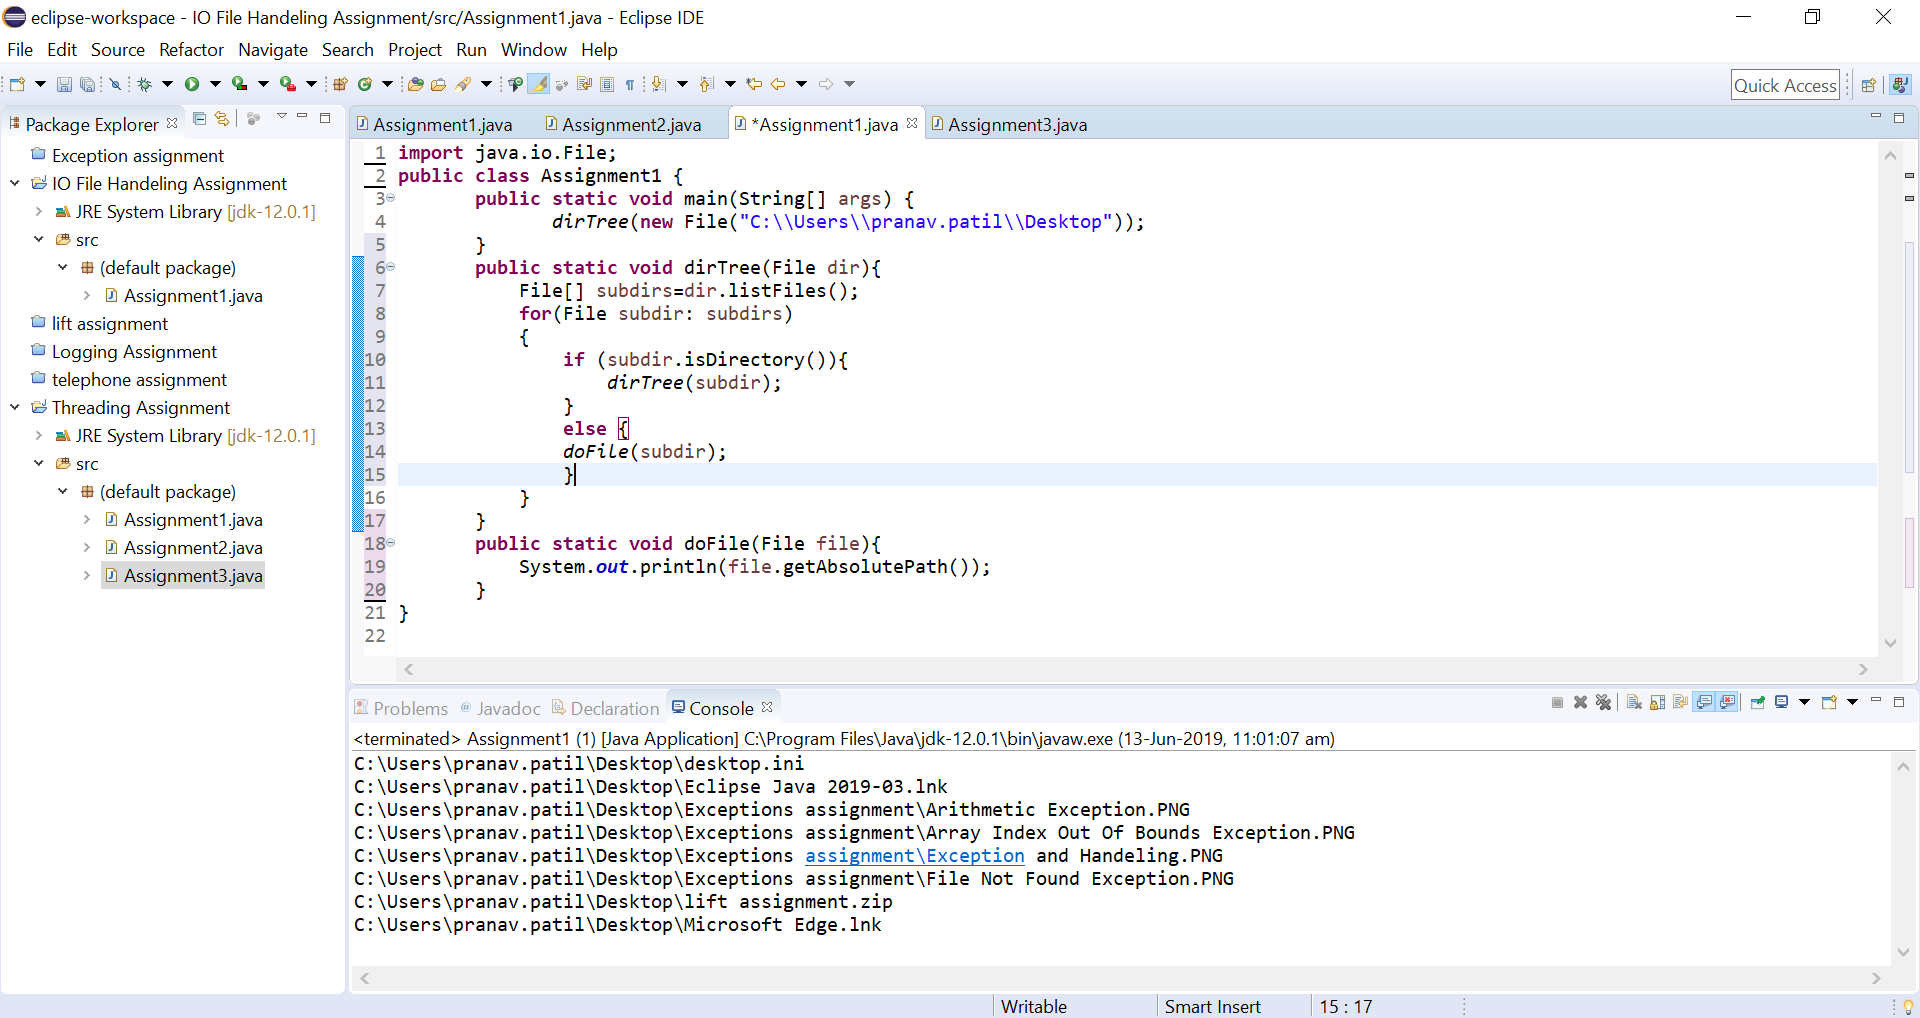 eclipse-workspace - IO File Handeling Assignment/src/Assignment1.java - Eclipse IDE
File Edit Source Refactor Navigate Search Project Run Window Help
Quick Access
Package Explorer
Exception assignment
IO File Handeling Assignment
JRE System Library [jdk-12.0.1]
src
(default package)
Assignment1.java
lift assignment
Logging Assignment
telephone assignment
Threading Assignment
JRE System Library [jdk-12.0.1]
src
(default package)
Assignment1.java
Assignment2.java
Assignment3.java
Assignment1.java Assignment2.java *Assignment1.java Assignment3.java
1 import java.io.File;
2 public class Assignment1 {
3 public static void main(String[] args) {
4 dirTree(new File("C:\\Users\\pranav.patil\\Desktop"));
5 }
6 public static void dirTree(File dir){
7 File[] subdirs=dir.listFiles();
8 for(File subdir: subdirs)
9 {
10 if (subdir.isDirectory()){
11 dirTree(subdir);
12 }
13 else {
14 doFile(subdir);
15 }
16 }
17 }
18 public static void doFile(File file){
19 System.out.println(file.getAbsolutePath());
20 }
21 }
22
Problems @ Javadoc Declaration Console
<terminated> Assignment1 (1) [Java Application] C:\Program Files\Java\jdk-12.0.1\bin\javaw.exe (13-Jun-2019, 11:01:07 am)
C:\Users\pranav.patil\Desktop\desktop.ini
C:\Users\pranav.patil\Desktop\Eclipse Java 2019-03.lnk
C:\Users\pranav.patil\Desktop\Exceptions assignment\Arithmetic Exception.PNG
C:\Users\pranav.patil\Desktop\Exceptions assignment\Array Index Out Of Bounds Exception.PNG
C:\Users\pranav.patil\Desktop\Exceptions assignment\Exception and Handeling.PNG
C:\Users\pranav.patil\Desktop\Exceptions assignment\File Not Found Exception.PNG
C:\Users\pranav.patil\Desktop\lift assignment.zip
C:\Users\pranav.patil\Desktop\Microsoft Edge.lnk
Writable Smart Insert 15 : 17